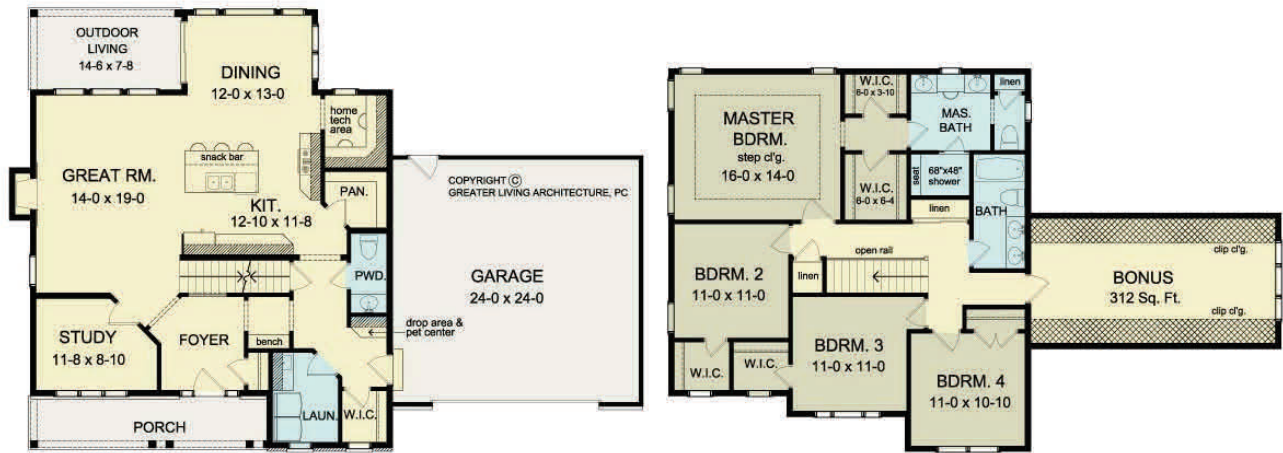 OUTDOOR
LIVING
14-6 x 7-8
DINING
12-0 x 13-0
home
tech
area
snack bar
GREAT RM.
14-0 x 19-0
KIT.
12-10 x 11-8
PAN.
COPYRIGHT ©
GREATER LIVING ARCHITECTURE, PC
PWD.
GARAGE
24-0 x 24-0
STUDY
11-8 x 8-10
FOYER
bench
drop area &
pet center
LAUN.
W.I.C.
PORCH
MASTER
BDRM.
step cl'g.
16-0 x 14-0
W.I.C.
6-0 x 3-10
MAS.
BATH
linen
W.I.C.
6-0 x 6-4
seat
68"x48"
shower
linen
BATH
BDRM. 2
11-0 x 11-0
open rail
linen
clip cl'g.
BONUS
312 Sq. Ft.
clip cl'g.
W.I.C.
W.I.C.
BDRM. 3
11-0 x 11-0
BDRM. 4
11-0 x 10-10